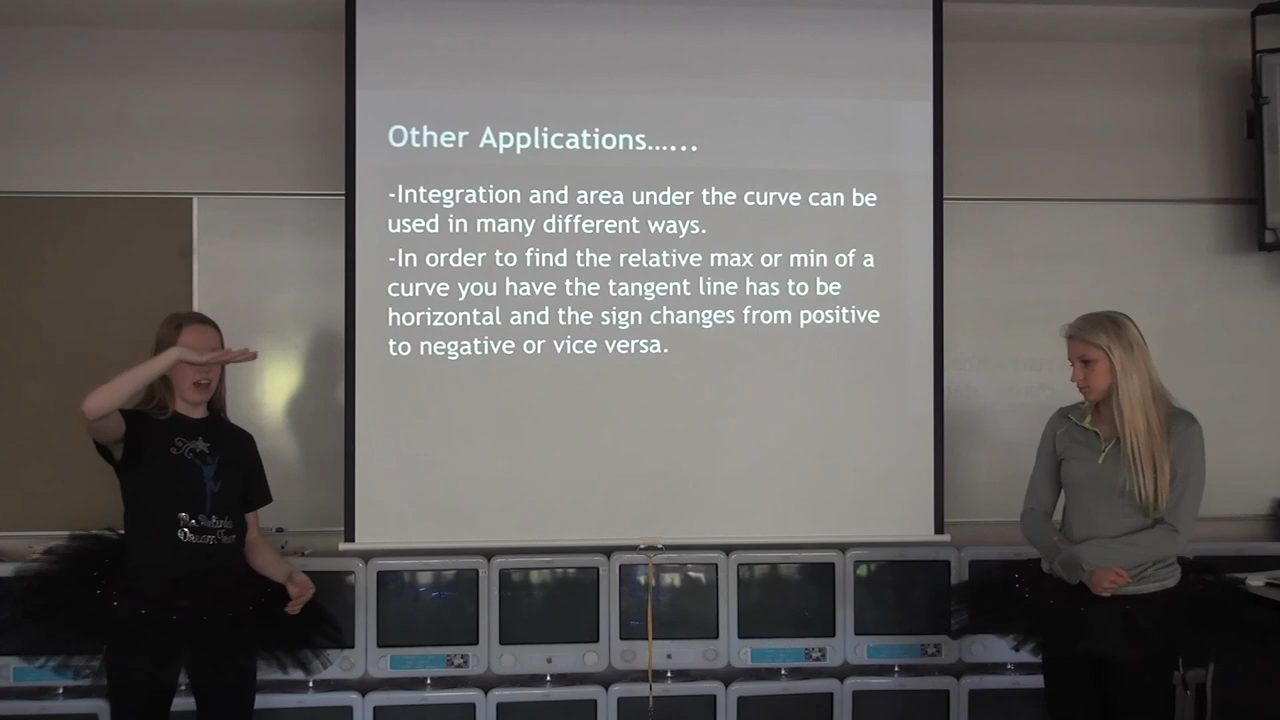 Other Applications…...
-Integration and area under the curve can be
used in many different ways.
-In order to find the relative max or min of a
curve you have the tangent line has to be
horizontal and the sign changes from positive
to negative or vice versa.
Dream Team